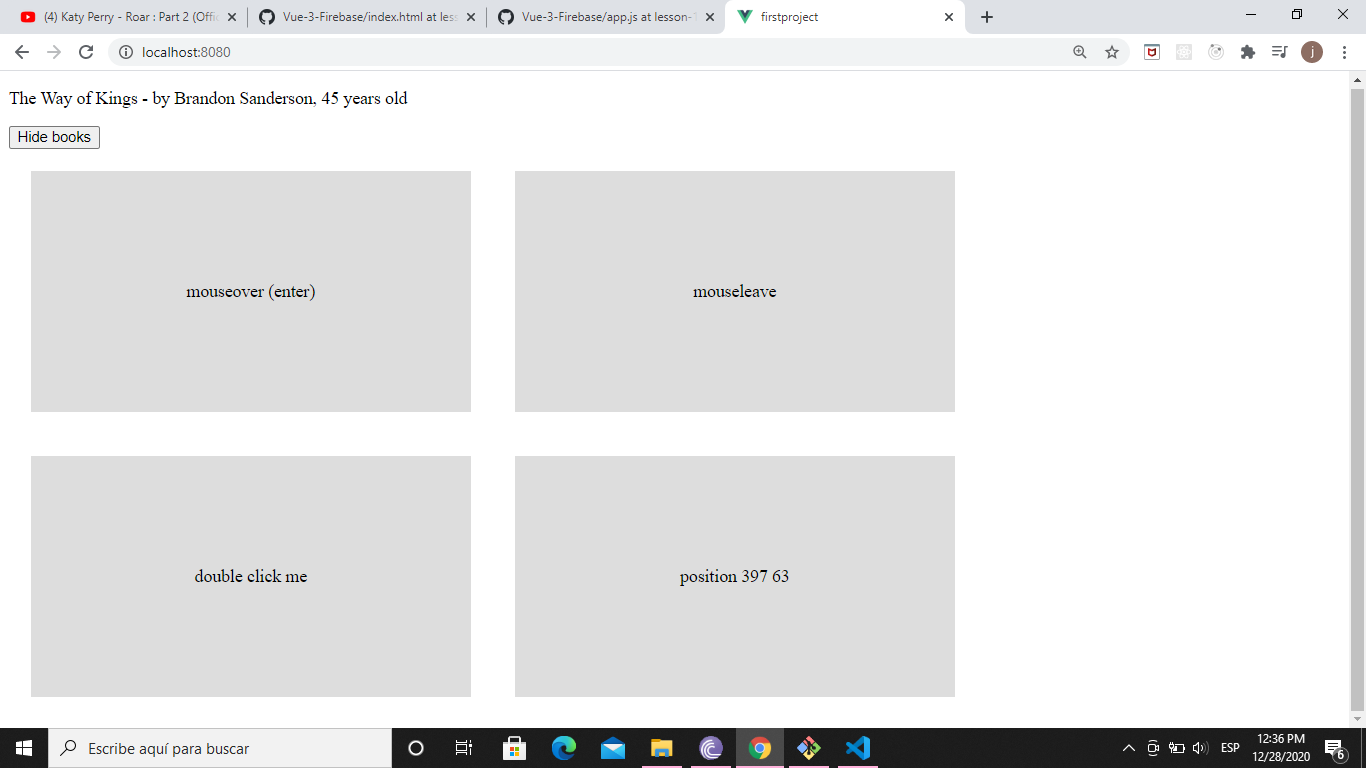 (4) Katy Perry - Roar : Part 2 (Offi
Vue-3-Firebase/index.html at less
Vue-3-Firebase/app.js at lesson-1
firstproject
localhost:8080
j
The Way of Kings - by Brandon Sanderson, 45 years old
Hide books
mouseover (enter)
mouseleave
double click me
position 397 63
Escribe aquí para buscar
ESP
12:36 PM
12/28/2020
6